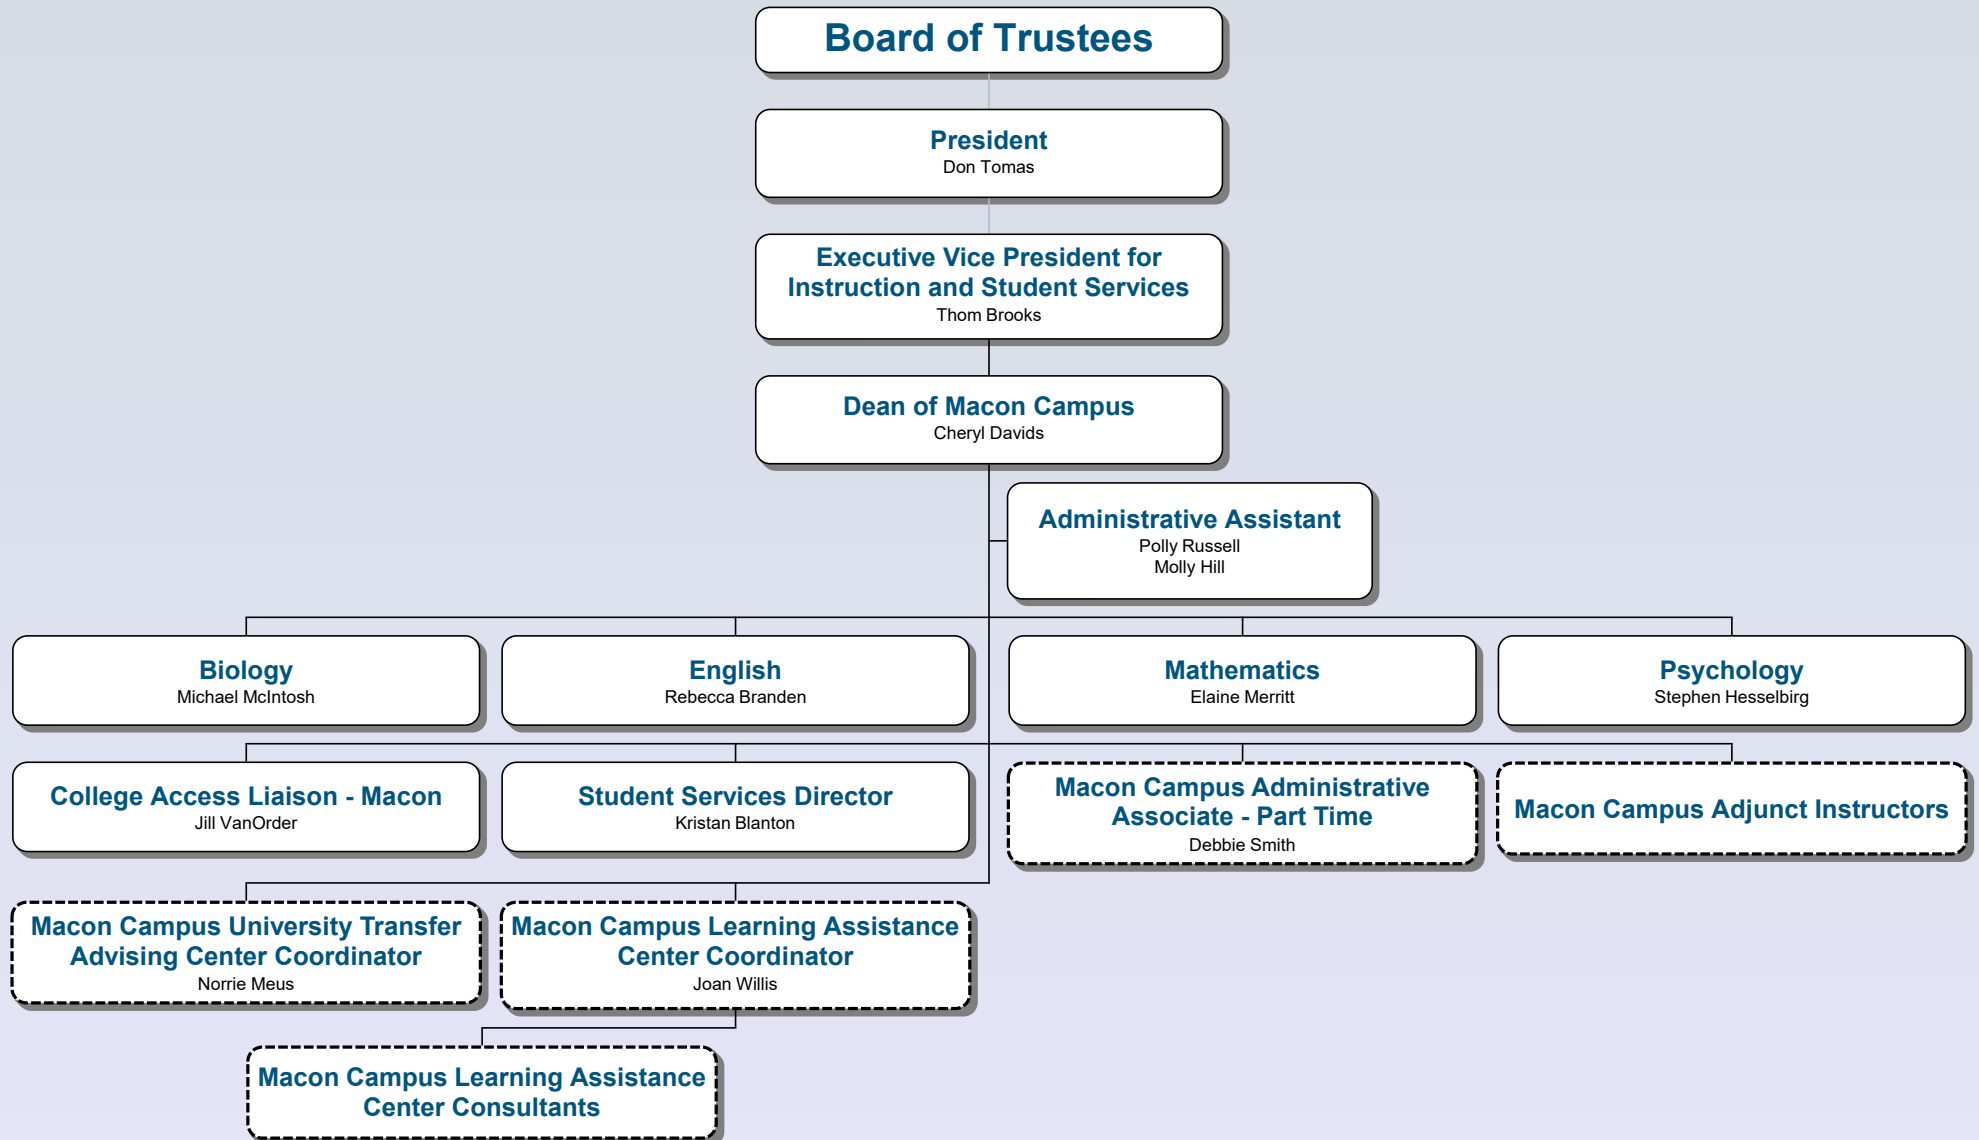 Board of Trustees
President
Don Tomas
Executive Vice President for
Instruction and Student Services
Thom Brooks
Dean of Macon Campus
Cheryl Davids
Administrative Assistant
Polly Russell
Molly Hill
Biology
Michael McIntosh
English
Rebecca Branden
Mathematics
Elaine Merritt
Psychology
Stephen Hesselbirg
College Access Liaison - Macon
Jill VanOrder
Student Services Director
Kristan Blanton
Macon Campus Administrative
Associate - Part Time
Debbie Smith
Macon Campus Adjunct Instructors
Macon Campus University Transfer
Advising Center Coordinator
Norrie Meus
Macon Campus Learning Assistance
Center Coordinator
Joan Willis
Macon Campus Learning Assistance
Center Consultants